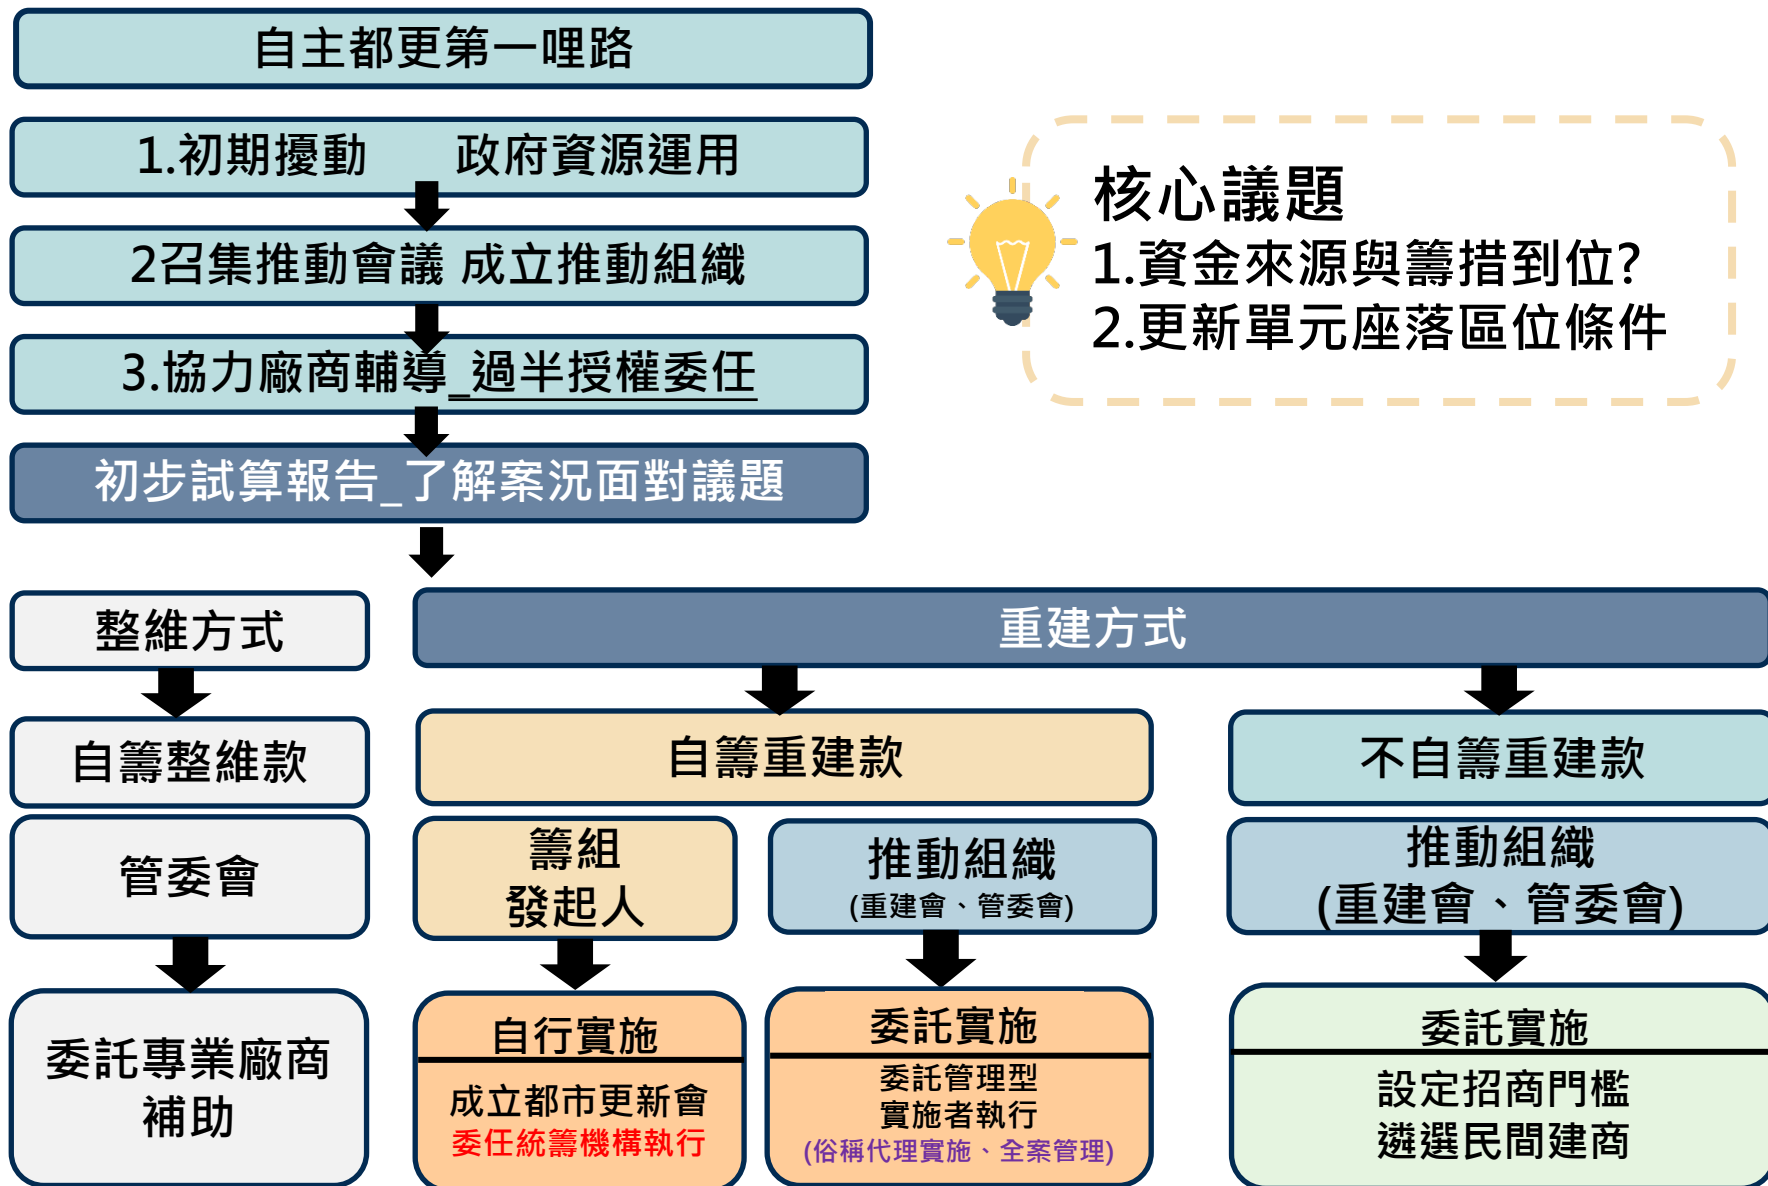 自主都更第一哩路
1.初期擾動 政府資源運用
2召集推動會議 成立推動組織
3.協力廠商輔導_過半授權委任
初步試算報告_了解案況面對議題
核心議題
1.資金來源與籌措到位?
2.更新單元座落區位條件
整維方式
重建方式
自籌整維款
自籌重建款
不自籌重建款
管委會
籌組
發起人
推動組織
(重建會、管委會)
推動組織
(重建會、管委會)
委託專業廠商
補助
自行實施
成立都市更新會
委任統籌機構執行
委託實施
委託管理型
實施者執行
(俗稱代理實施、全案管理)
委託實施
設定招商門檻
遴選民間建商